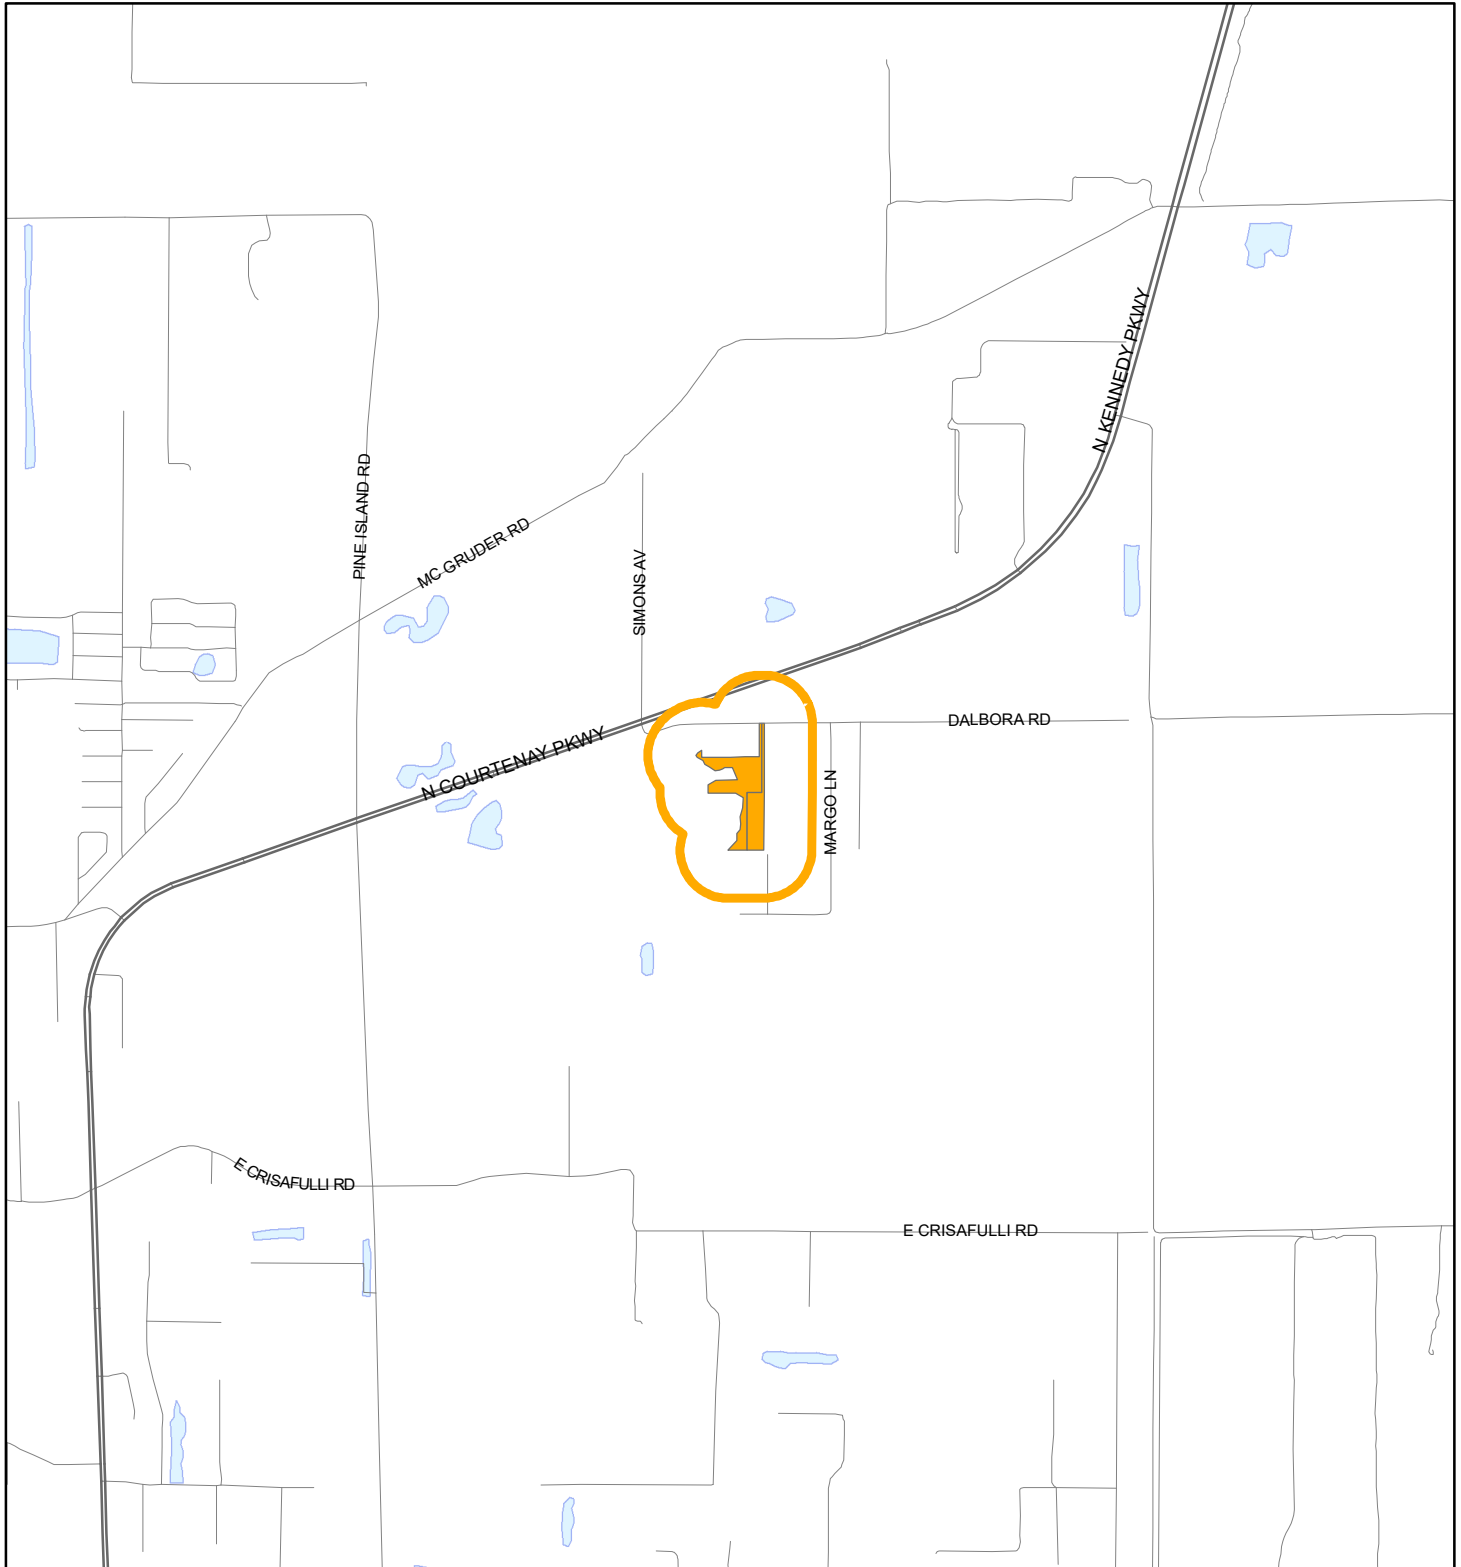 N KENNEDY PKWY
PINE ISLAND RD
MC GRUDER RD
SIMONS AV
DALBORA RD
N COURTENAY PKWY
MARGO LN
E CRISAFULLI RD
E CRISAFULLI RD